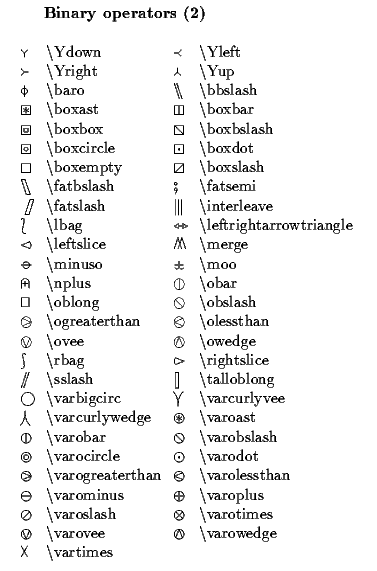 Binary operators (2)
⅄ \Ydown ≺ \Yleft
≻ \Yright ⅄ \Yup
⌽ \baro ⑊ \bbslash
⧆ \boxast ◫ \boxbar
⧈ \boxbox ⧅ \boxbslash
⌻ \boxcircle ⊡ \boxdot
□ \boxempty ⧄ \boxslash
\fatbslash ⨟ \fatsemi
\fatslash ⫴ \interleave
⟅ \lbag ⇿ \leftrightarrowtriangle
⪦ \leftslice \merge
⊖ \minuso \moo
\nplus ⦶ \obar
\oblong ⦸ \obslash
⧁ \ogreaterthan ⧀ \olessthan
\ovee \owedge
⟆ \rbag ⪧ \rightslice
⫽ \sslash ⫾ \talloblong
◯ \varbigcirc ⋎ \varcurlyvee
⋏ \varcurlywedge ⊛ \varoast
⦶ \varobar ⦸ \varobslash
⊚ \varocircle ⊙ \varodot
⧁ \varogreaterthan ⧀ \varolessthan
⊖ \varominus ⊕ \varoplus
⊘ \varoslash ⊗ \varotimes
\varovee \varowedge
╳ \vartimes